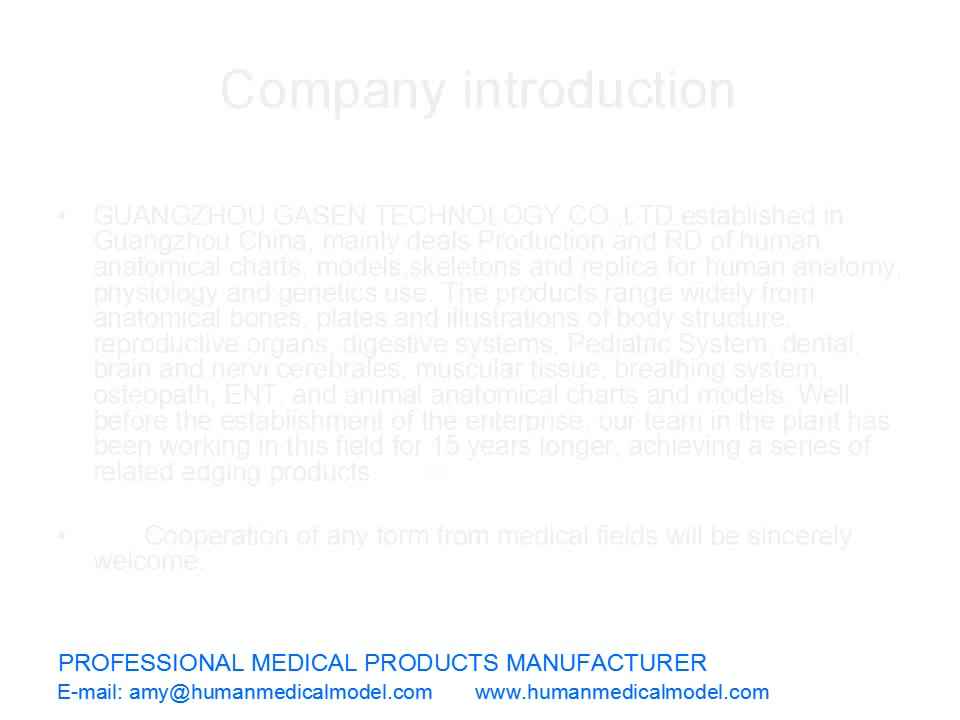 Company introduction
• GUANGZHOU GASEN TECHNOLOGY CO.,LTD established in
Guangzhou China, mainly deals Production and RD of human
anatomical charts, models,skeletons and replica for human anatomy,
physiology and genetics use. The products range widely from
anatomical bones, plates and illustrations of body structure,
reproductive organs, digestive systems, Pediatric System, dental,
brain and nervi cerebrales, muscular tissue, breathing system,
osteopath, ENT, and animal anatomical charts and models. Well
before the establishment of the enterprise, our team in the plant has
been working in this field for 15 years longer, achieving a series of
related edging products.
• Cooperation of any form from medical fields will be sincerely
welcome.
PROFESSIONAL MEDICAL PRODUCTS MANUFACTURER
E-mail: amy@humanmedicalmodel.com www.humanmedicalmodel.com